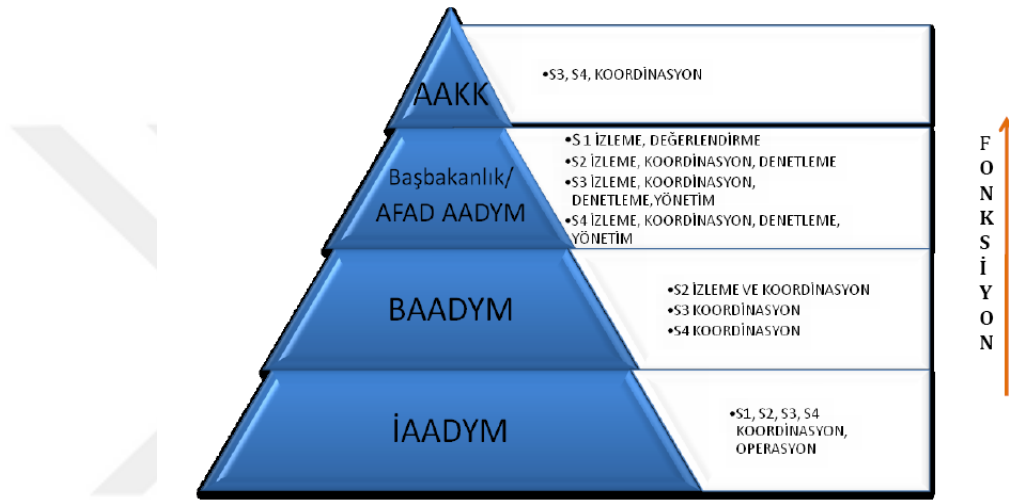 AAKK
•S3, S4, KOORDİNASYON
Başbakanlık/
AFAD AADYM
•S 1 İZLEME, DEĞERLENDİRME
•S2 İZLEME, KOORDİNASYON, DENETLEME
•S3 İZLEME, KOORDİNASYON,
DENETLEME,YÖNETİM
•S4 İZLEME, KOORDİNASYON, DENETLEME,
YÖNETİM
BAADYM
•S2 İZLEME VE KOORDİNASYON
•S3 KOORDİNASYON
•S4 KOORDİNASYON
İAADYM
•S1, S2, S3, S4
KOORDİNASYON,
OPERASYON
FONKSİYON